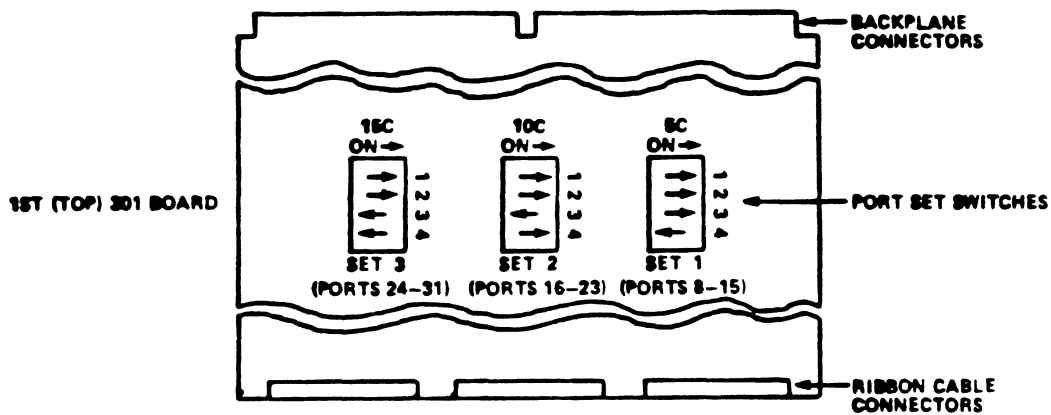 BACKPLANE
CONNECTORS
15C 10C 5C
ON ON ON
1 2 3 4 1 2 3 4 1 2 3 4
1ST (TOP) 301 BOARD
PORT SET SWITCHES
SET 3 SET 2 SET 1
(PORTS 24–31) (PORTS 16–23) (PORTS 8–15)
RIBBON CABLE
CONNECTORS